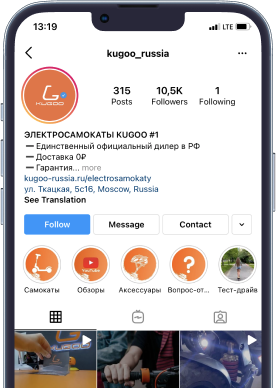 13:19
LTE
kugoo_russia
KUGOO
315
10,5K
1
Posts
Followers
Following
ЭЛЕКТРОСАМОКАТЫ KUGOO #1
➖ Единственный официальный дилер в РФ
➖ Доставка 0₽
➖ Гарантия... more
kugoo-russia.ru/electrosamokaty
ул. Ткацкая, 5с16, Moscow, Russia
See Translation
Follow
Message
Contact
YOUTUBE
?
Самокаты
Обзоры
Аксессуары
Вопрос-от...
Тест-драйв